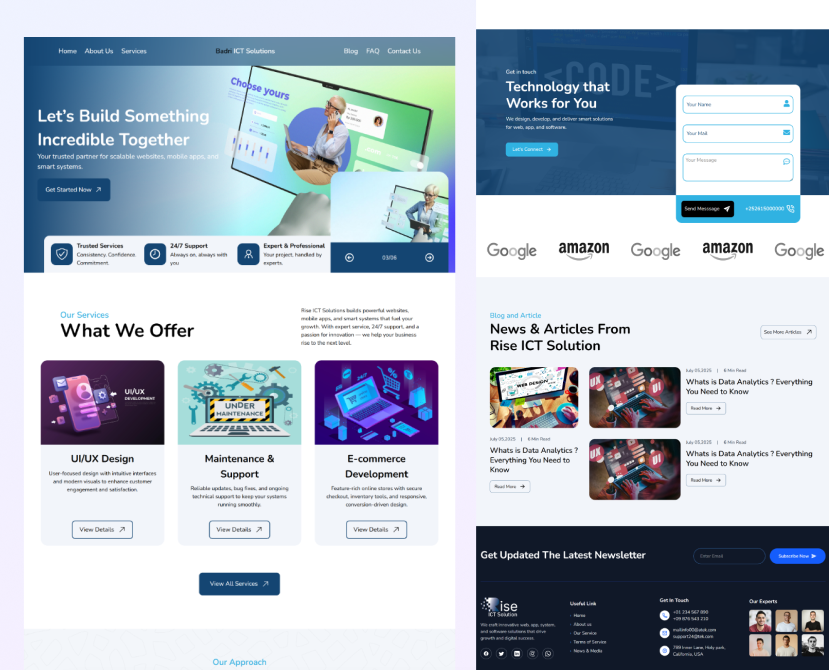 Home About Us Services
Badri ICT Solutions
Blog FAQ Contact Us
Choose yours
Let's Build Something
Incredible Together
Your trusted partner for scalable websites, mobile apps, and
smart systems.
Get Started Now
Trusted Services
Consistency, Confidence
Commitment.
24/7 Support
Always on, always with
you
Expert & Professional
Your project, handled by
experts.
03/06
Our Services
What We Offer
Rise ICT Solutions builds powerful websites,
mobile apps, and smart systems that fuel your
growth. With expert service, 24/7 support, and a
passion for innovation — we help your business
rise to the next level.
UI/UX
DEVELOPMENT
UNDER
MAINTENANCE
UI/UX Design
User-focused design with intuitive interfaces
and modern visuals to enhance customer
engagement and satisfaction.
View Details
Maintenance &
Support
Reliable updates, bug fixes, and ongoing
technical support to keep your systems
running smoothly.
View Details
E-commerce
Development
Feature-rich online stores with secure
checkout, inventory tools, and responsive,
conversion-driven design.
View Details
View All Services
Our Approach
<CODE>
Get in touch
Technology that
Works for You
We design, develop, and deliver smart solutions
for web, app, and software.
Let's Connect
Your Name
Your Mail
Your Message
Send Messsage
+252615000000
Google
amazon
Google
amazon
Google
Blog and Article
News & Articles From
Rise ICT Solution
See More Articles
WEB DESIGN
July 05,2025 | 6 Min Read
Whats is Data Analytics ?
Everything You Need to
Know
Read More
UX
UI
July 05,2025 | 6 Min Read
Whats is Data Analytics ? Everything
You Need to Know
Read More
UX
UI
July 05,2025 | 6 Min Read
Whats is Data Analytics ? Everything
You Need to Know
Read More
Get Updated The Latest Newsletter
Enter Email
Subscribe Now
Rise
ICT Solution
We craft innovative web, app, system,
and software solutions that drive
growth and digital success.
Useful Link
Home
About us
Our Service
Terms of Service
News & Media
Get In Touch
+01 234 567 890
+09 876 543 210
mailinfo00@atek.com
support24@tek.com
789 Inner Lane, Holy park,
California, USA
Our Experts